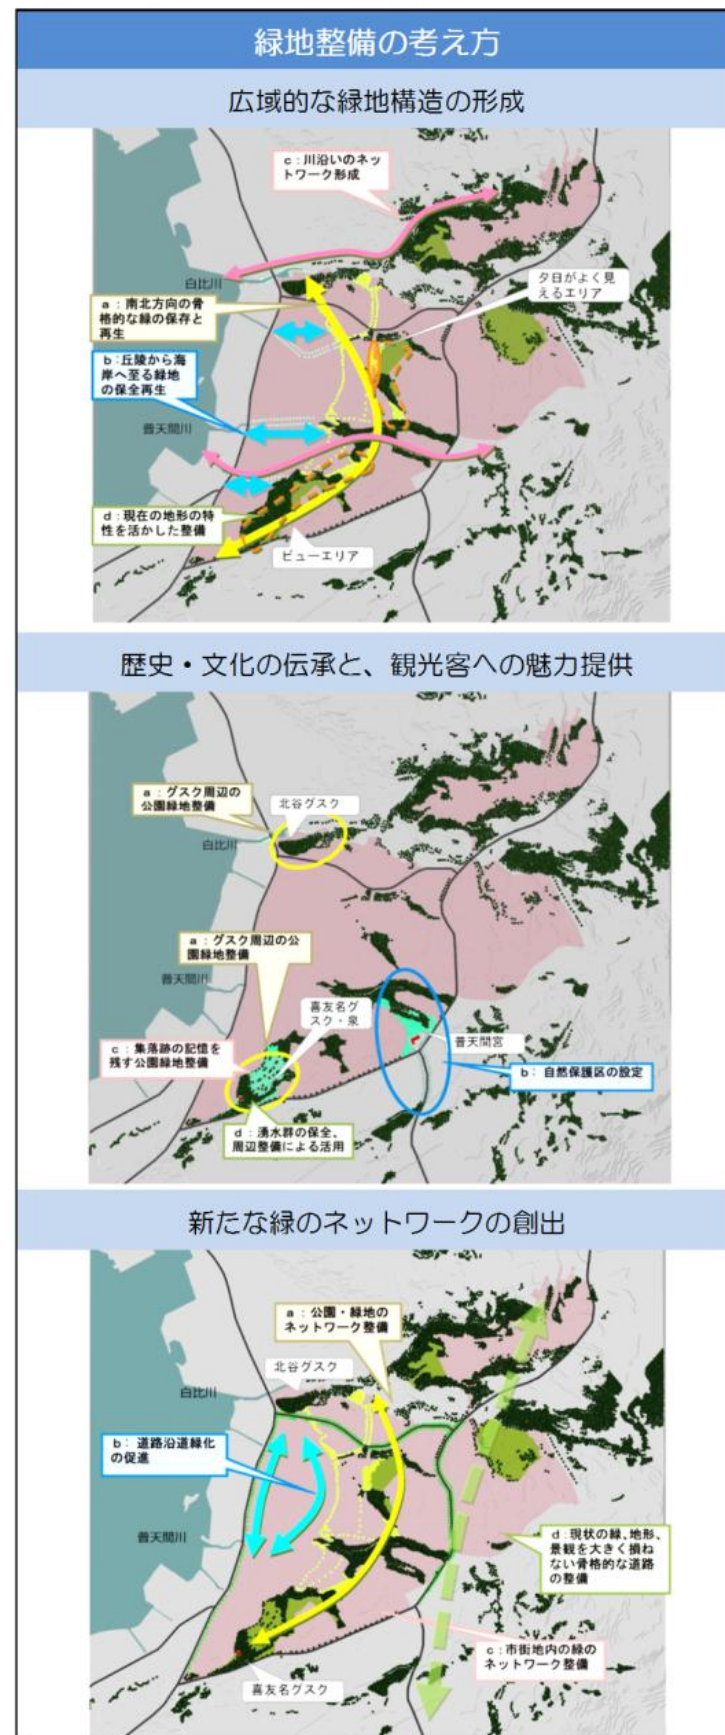 緑地整備の考え方
広域的な緑地構造の形成
c：川沿いのネッ
トワーク形成
白比川
夕日がよく見
えるエリア
a：南北方向の骨
格的な緑の保存と
再生
b:丘陵から海
岸へ至る緑地
の保全再生
普天間川
d：現在の地形の特
性を活かした整備
ビューエリア
歴史・文化の伝承と、観光客への魅力提供
a：グスク周辺の
公園緑地整備
北谷グスク
白比川
a：グスク周辺の公
園緑地整備
普天間川
喜友名グ
スク・泉
普天間宮
c：集落跡の記憶を
残す公園緑地整備
b： 自然保護区の設定
d：湧水群の保全、
周辺整備による活用
新たな緑のネットワークの創出
a：公園・緑地の
ネットワーク整備
北谷グスク
白比川
b： 道路沿道緑化
の促進
普天間川
d:現状の緑､地形､
景観を大きく損ね
ない骨格的な道路
の整備
c：市街地内の緑の
ネットワーク整備
喜友名グスク